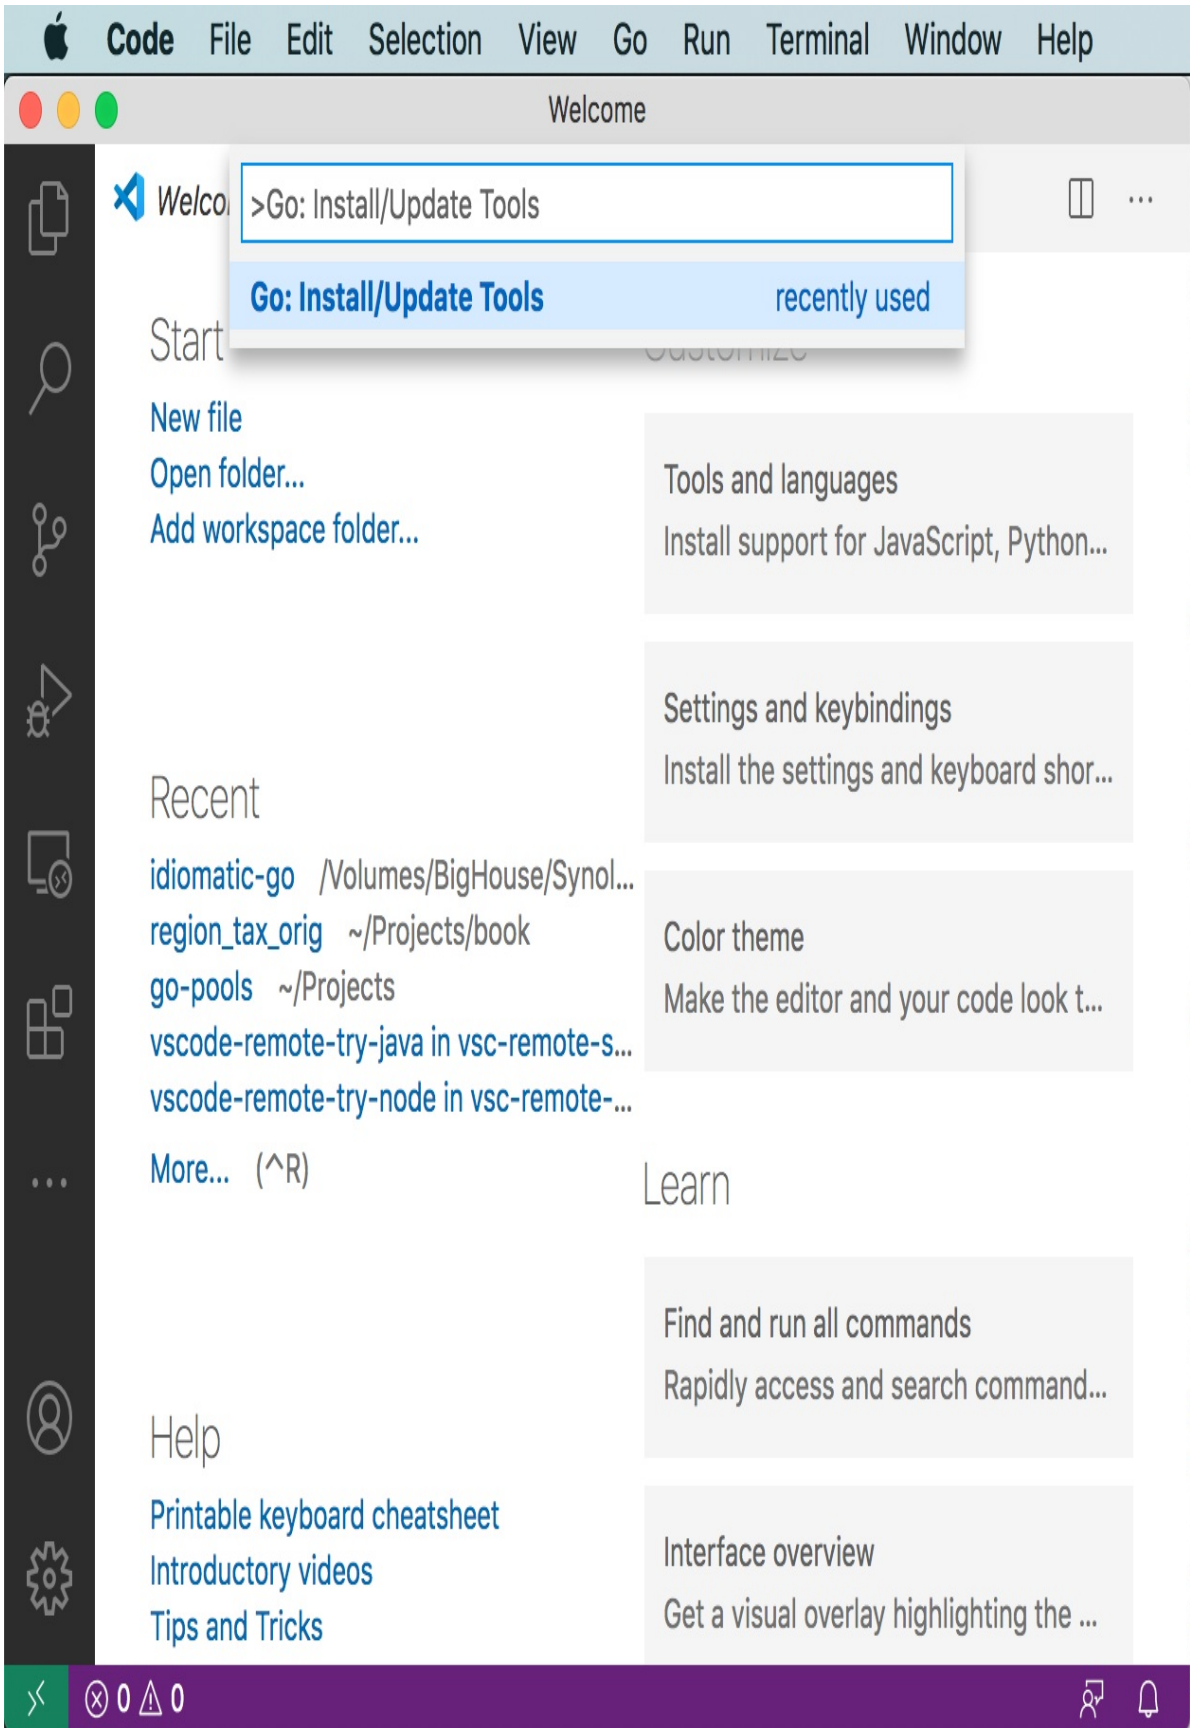 Code File Edit Selection View Go Run Terminal Window Help
Welcome
Welco
>Go: Install/Update Tools
...
Go: Install/Update Tools recently used
Start
Customize
New file
Open folder...
Add workspace folder...
Tools and languages
Install support for JavaScript, Python...
Settings and keybindings
Install the settings and keyboard shor...
Recent
idiomatic-go /Volumes/BigHouse/Synol...
region_tax_orig ~/Projects/book
go-pools ~/Projects
vscode-remote-try-java in vsc-remote-s...
vscode-remote-try-node in vsc-remote-...
More... (^R)
Color theme
Make the editor and your code look t...
Learn
Find and run all commands
Rapidly access and search command...
Help
Printable keyboard cheatsheet
Introductory videos
Tips and Tricks
Interface overview
Get a visual overlay highlighting the ...
0 0